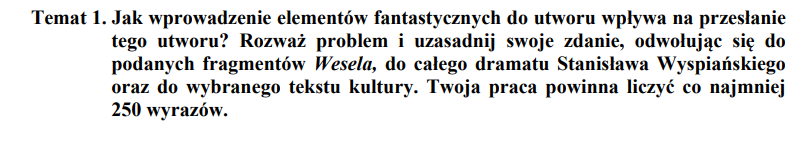 Temat 1. Jak wprowadzenie elementów fantastycznych do utworu wpływa na przesłanie
tego utworu? Rozważ problem i uzasadnij swoje zdanie, odwołując się do
podanych fragmentów Wesela, do całego dramatu Stanisława Wyspiańskiego
oraz do wybranego tekstu kultury. Twoja praca powinna liczyć co najmniej
250 wyrazów.